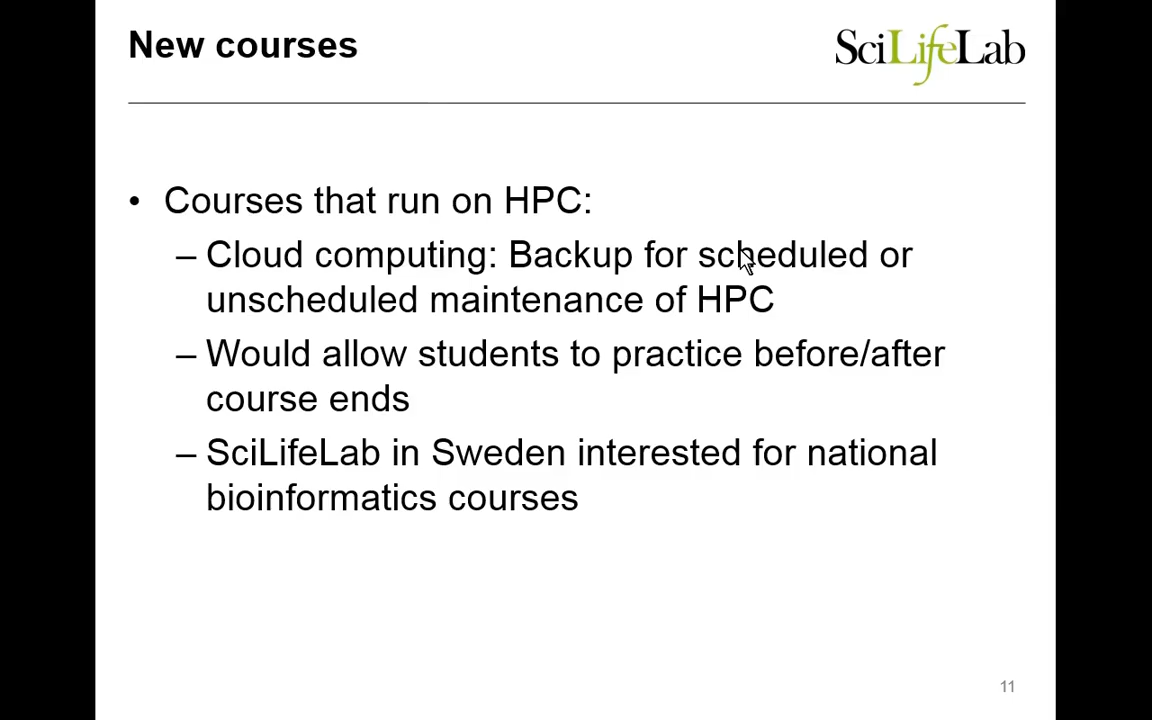 New courses
SciLifeLab
• Courses that run on HPC:
– Cloud computing: Backup for scheduled or
unscheduled maintenance of HPC
– Would allow students to practice before/after
course ends
– SciLifeLab in Sweden interested for national
bioinformatics courses
11